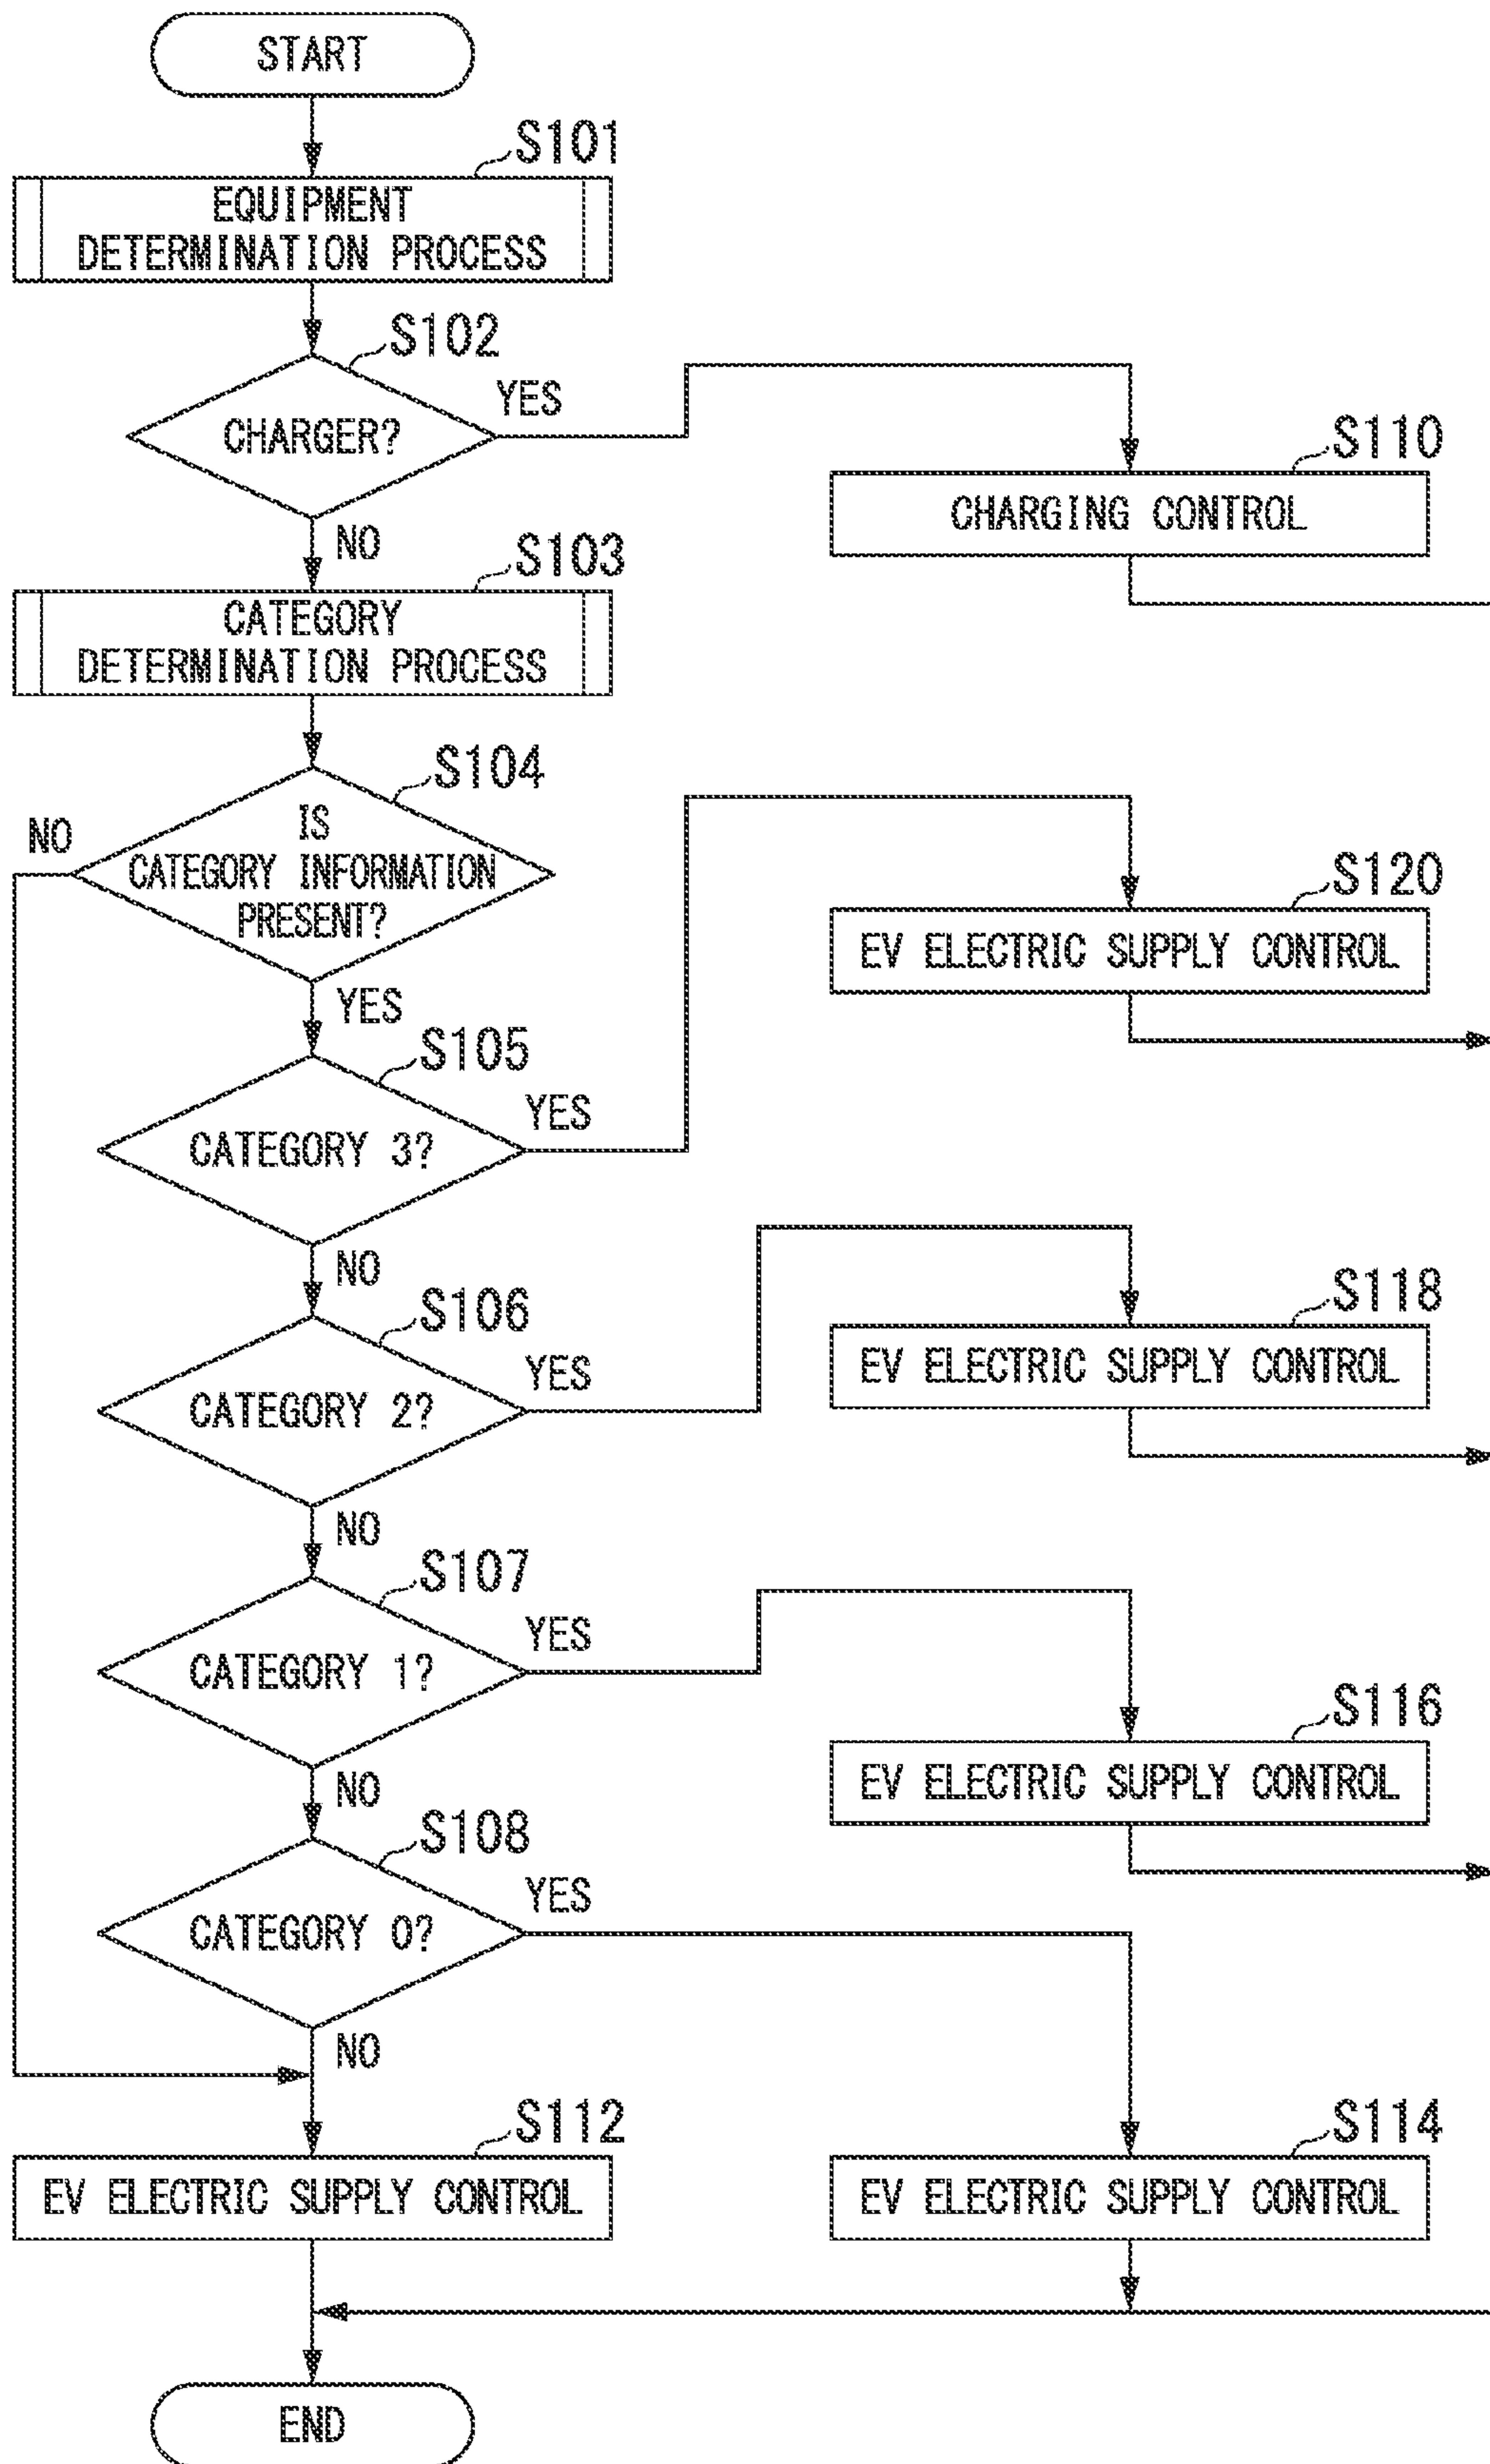 START
S101
EQUIPMENT
DETERMINATION PROCESS
S102
CHARGER?
YES
NO
S110
CHARGING CONTROL
S103
CATEGORY
DETERMINATION PROCESS
S104
IS
CATEGORY INFORMATION
PRESENT?
NO
YES
S120
EV ELECTRIC SUPPLY CONTROL
S105
CATEGORY 3?
YES
NO
S106
CATEGORY 2?
YES
NO
S118
EV ELECTRIC SUPPLY CONTROL
S107
CATEGORY 1?
YES
NO
S116
EV ELECTRIC SUPPLY CONTROL
S108
CATEGORY 0?
YES
NO
S112
EV ELECTRIC SUPPLY CONTROL
S114
EV ELECTRIC SUPPLY CONTROL
END